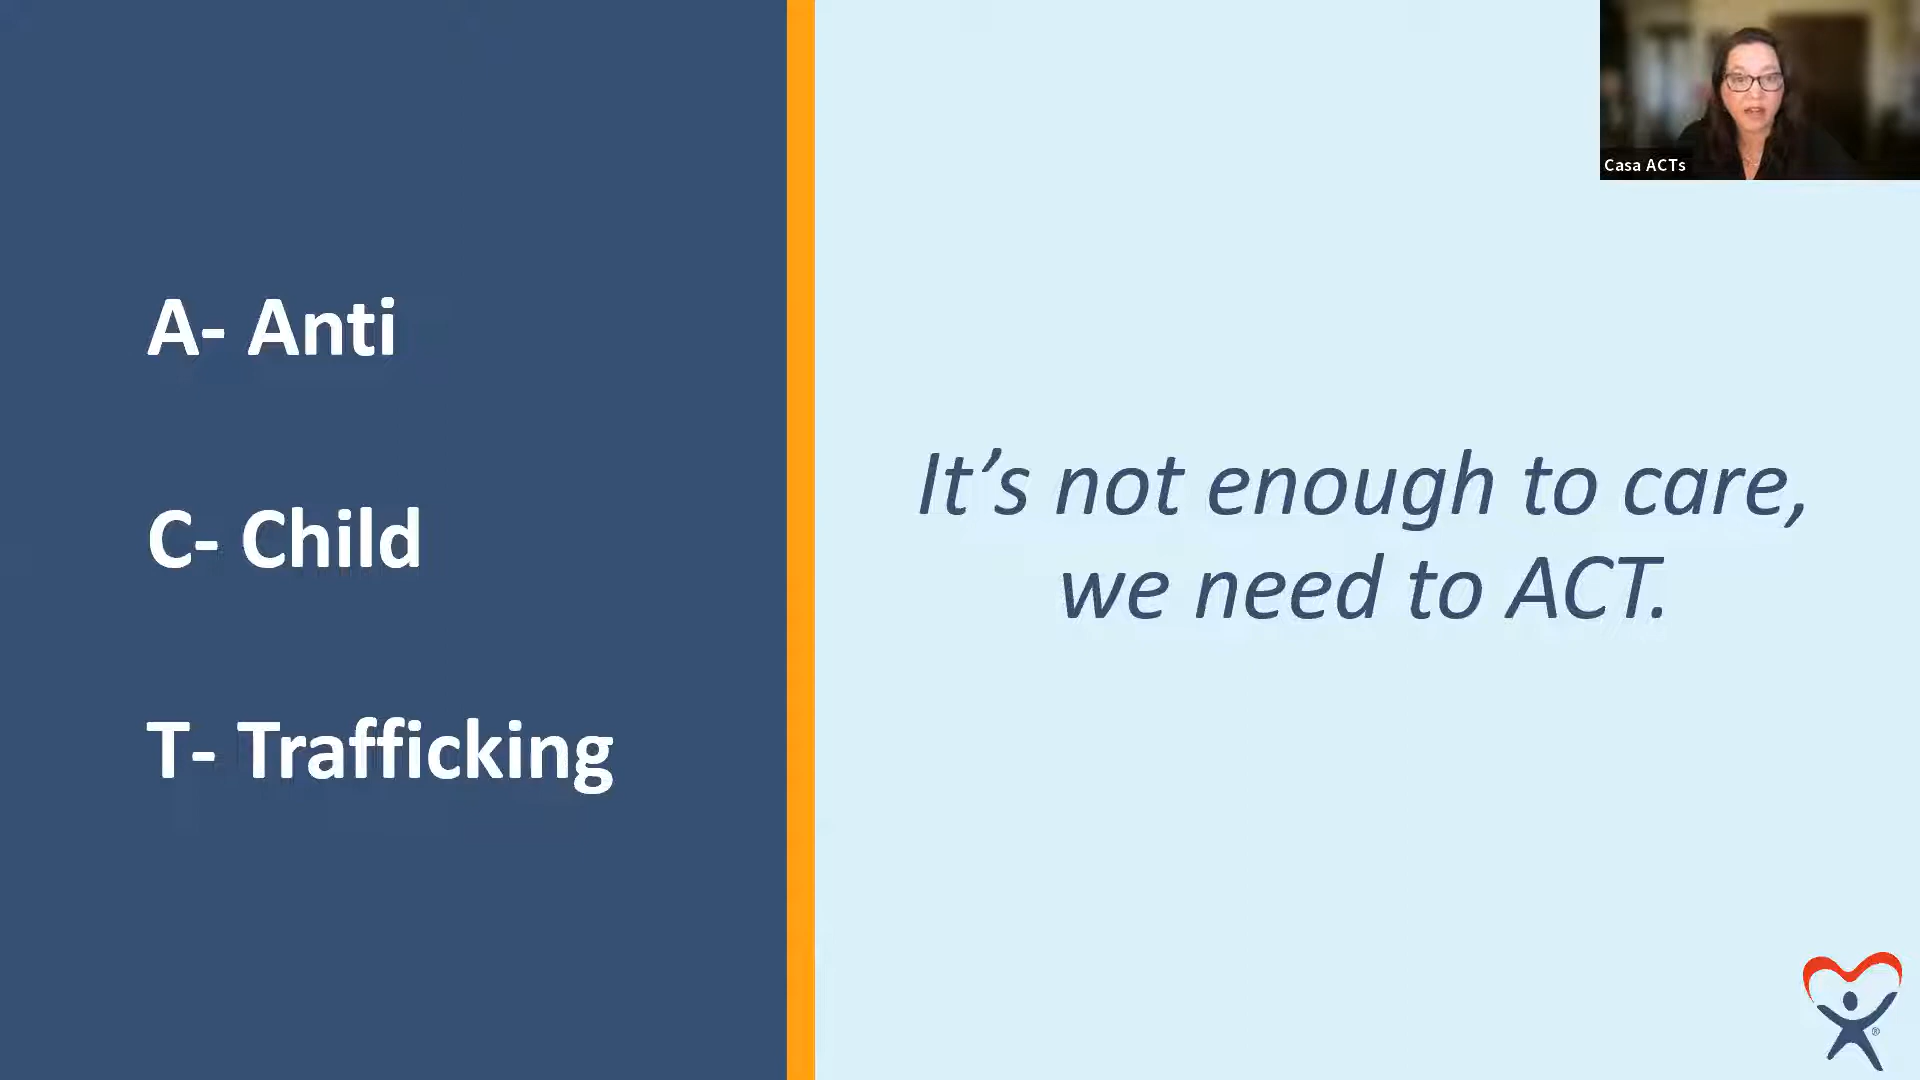 Casa ACTs
A- Anti
C- Child
T- Trafficking
It’s not enough to care,
we need to ACT.
®